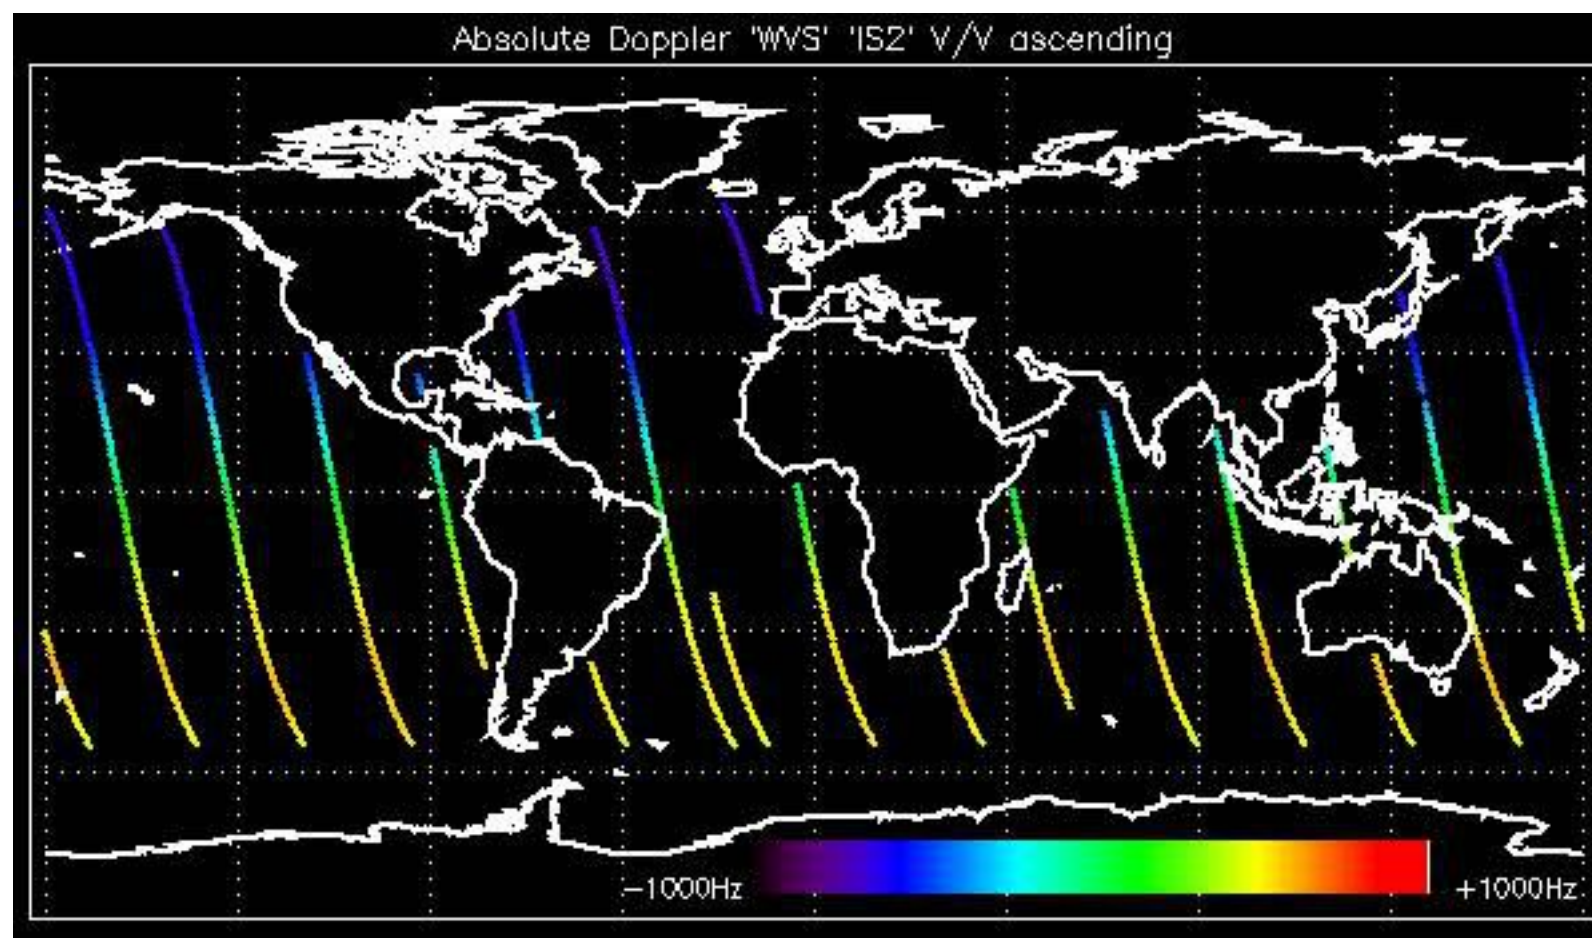 Absolute Doppler 'WVS' 'IS2' V/V ascending
-1000Hz +1000Hz